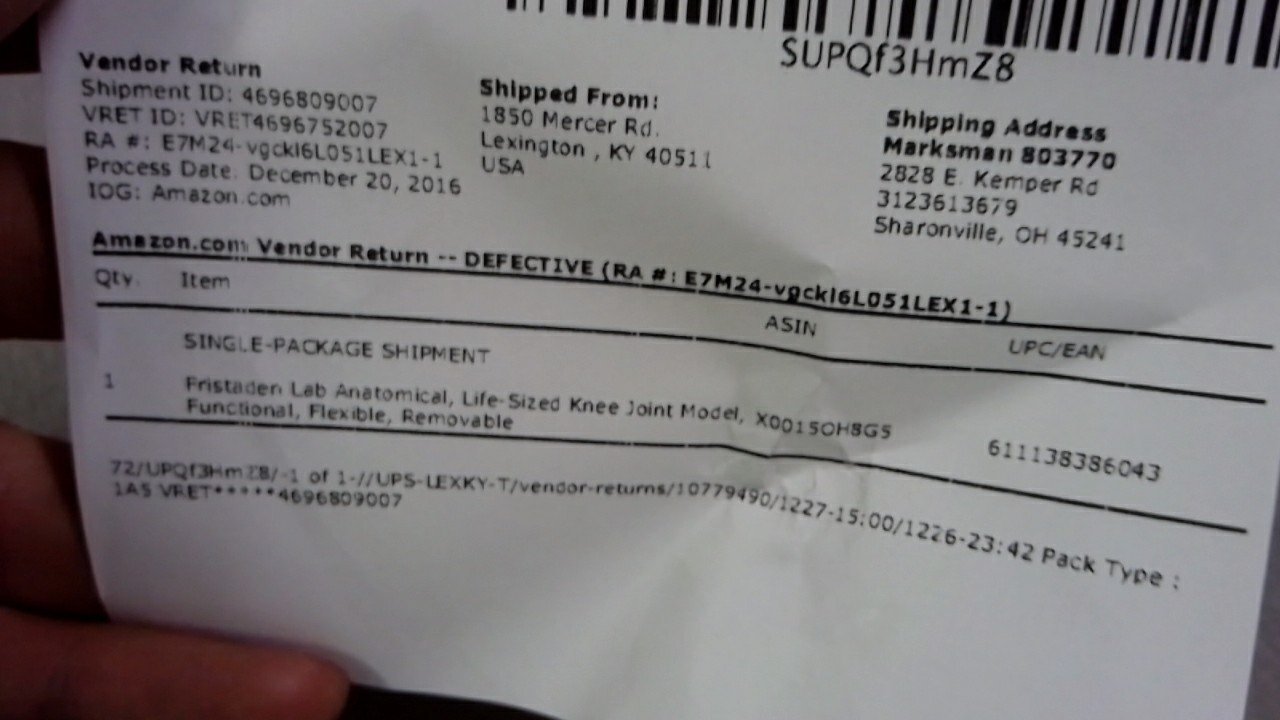 SUPQf3HmZ8
Vendor Return
Shipment ID: 4696809007
VRET ID: VRET4696752007
RA #: E7M24-vgckl6L051LEX1-1
Process Date: December 20, 2016
IOG: Amazon.com
Shipped From:
1850 Mercer Rd.
Lexington , KY 40511
USA
Shipping Address
Marksman 803770
2828 E. Kemper Rd
3123613679
Sharonville, OH 45241
Amazon.com Vendor Return -- DEFECTIVE (RA #: E7M24-vgckl6L051LEX1-1)
Qty. Item ASIN UPC/EAN
SINGLE-PACKAGE SHIPMENT
1 Fristaden Lab Anatomical, Life-Sized Knee Joint Model, X0015OH8G5 611138386043
Functional, Flexible, Removable
72/UPQf3HmZ8/-1 of 1-//UPS-LEXKY-T/vendor-returns/10779490/1227-15:00/1226-23:42 Pack Type :
1A5 VRET*****4696809007